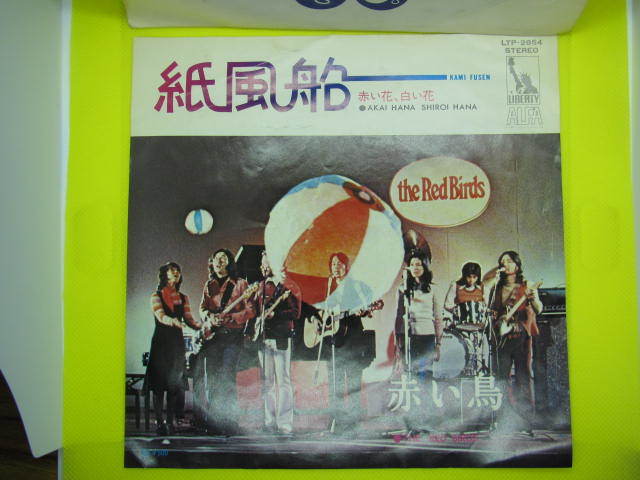 LTP-2954
STEREO
紙風船
KAMI FUSEN
赤い花、白い花
●AKAI HANA SHIROI HANA
LIBERTY
ALFA
the Red Birds
赤い鳥